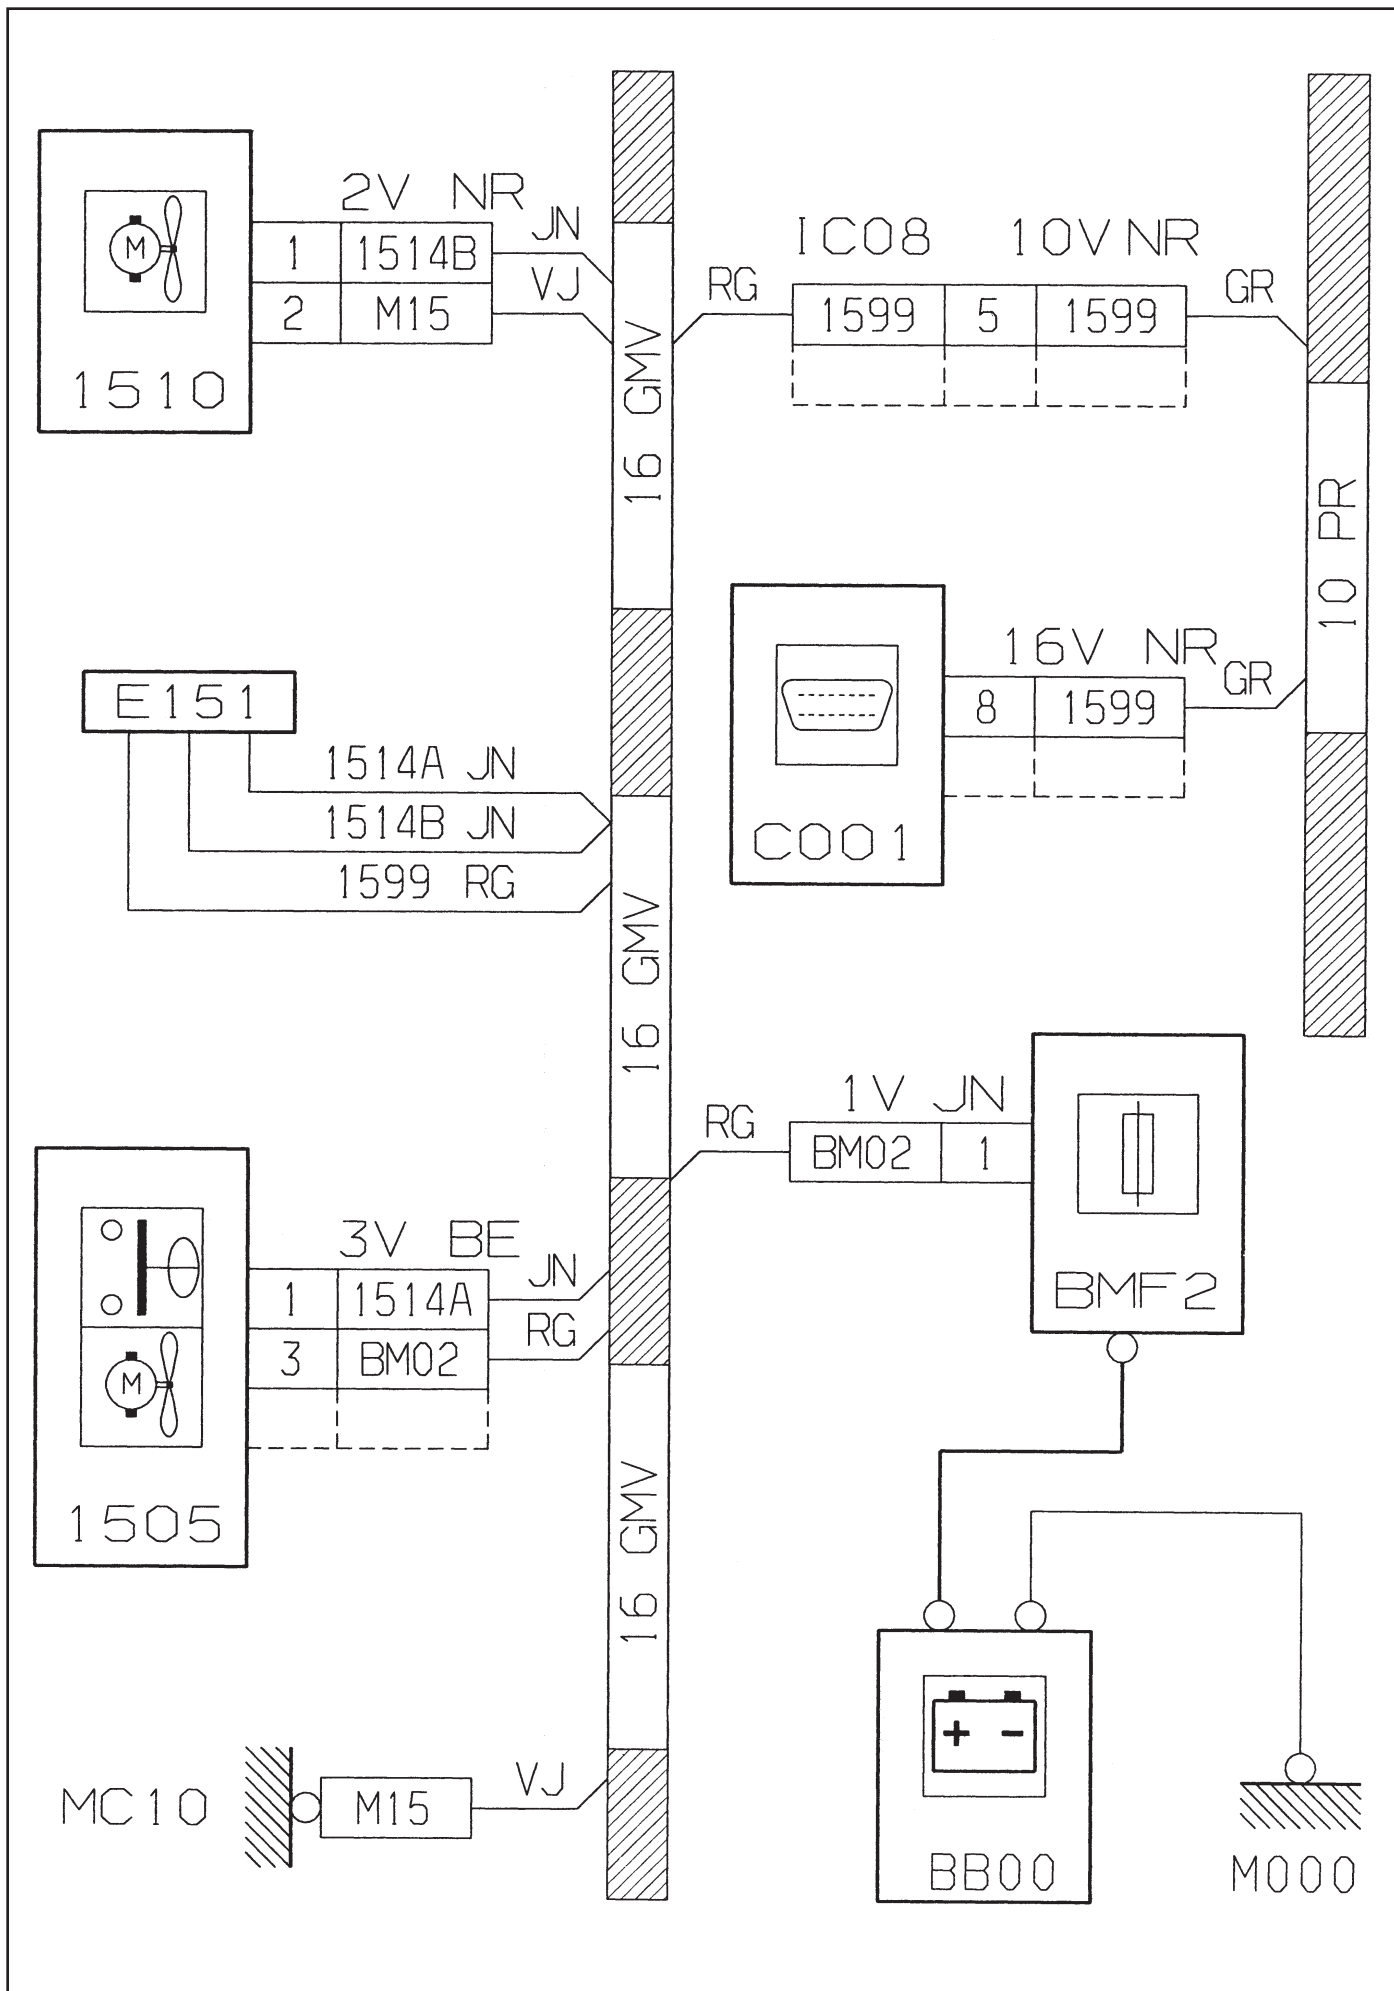 2V NR
JN
1 1514B
VJ
2 M15
M
1510
16 GMV
IC08 10V NR
RG
1599 5 1599
GR
10 PR
E151
1514A JN
1514B JN
1599 RG
16V NR
GR
8 1599
C001
16 GMV
1V JN
RG
BM02 1
BMF2
3V BE
JN
1 1514A
RG
3 BM02
M
1505
16 GMV
+ −
BB00
M000
MC10
M15
VJ